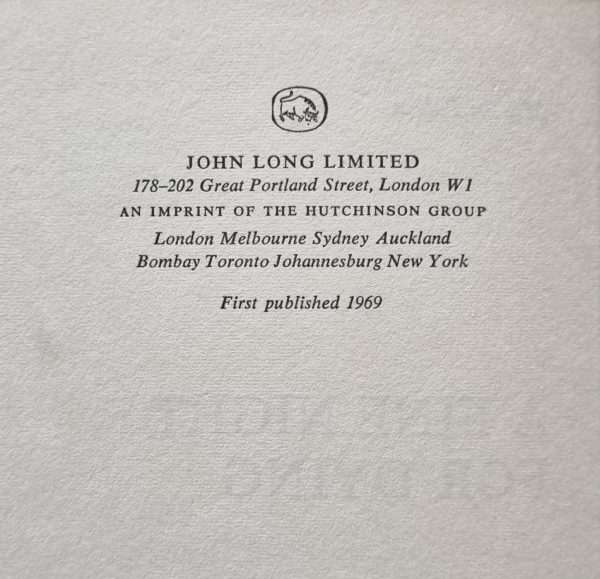 JOHN LONG LIMITED
178–202 Great Portland Street, London W1
AN IMPRINT OF THE HUTCHINSON GROUP
London Melbourne Sydney Auckland
Bombay Toronto Johannesburg New York
First published 1969